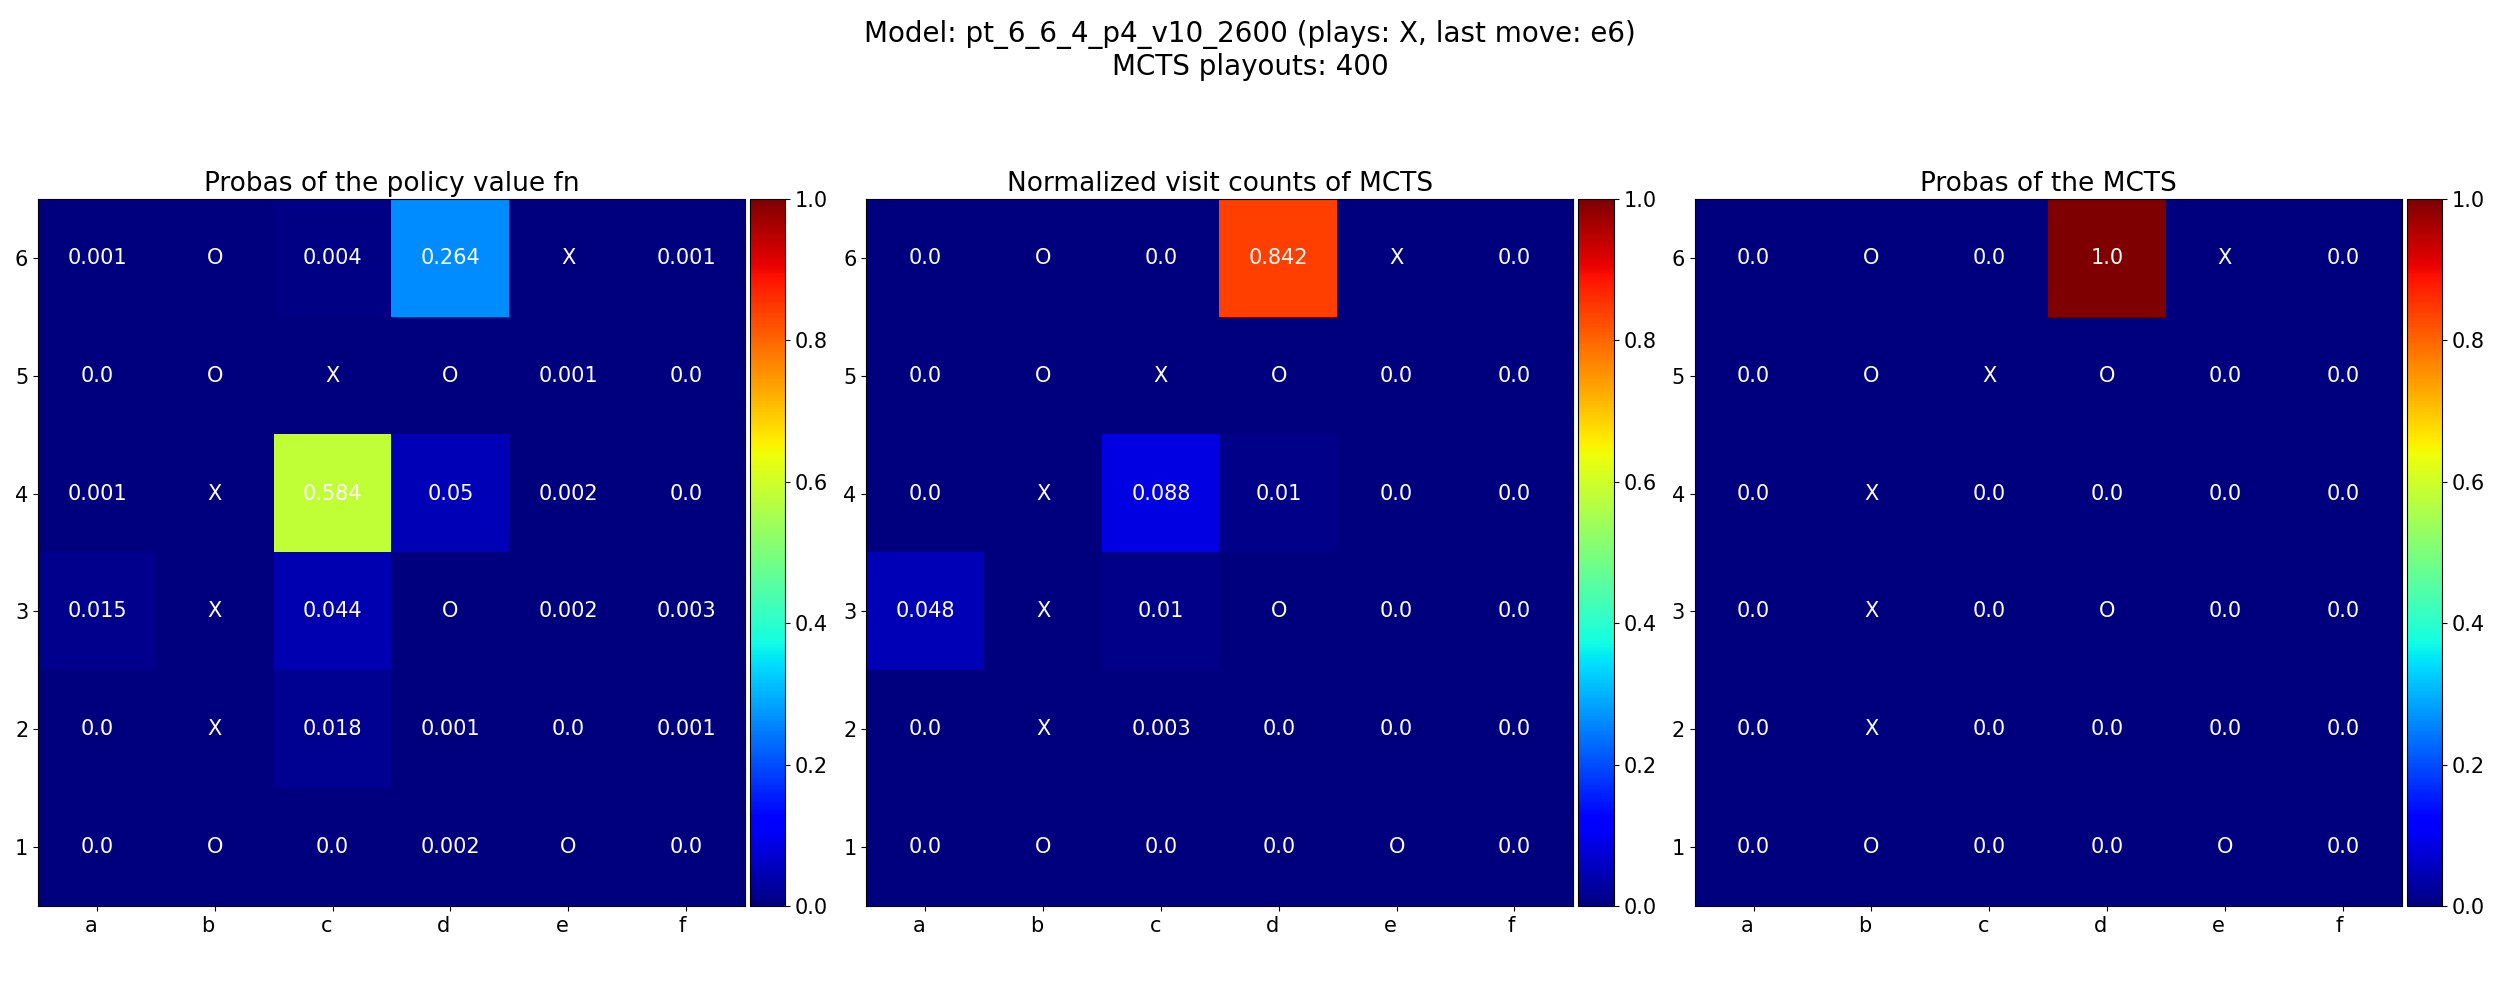 Model: pt_6_6_4_p4_v10_2600 (plays: X, last move: e6)
MCTS playouts: 400
Probas of the policy value fn
6 0.001 O 0.004 0.264 X 0.001
5 0.0 O X O 0.001 0.0
4 0.001 X 0.584 0.05 0.002 0.0
3 0.015 X 0.044 O 0.002 0.003
2 0.0 X 0.018 0.001 0.0 0.001
1 0.0 O 0.0 0.002 O 0.0
a b c d e f
1.0
0.8
0.6
0.4
0.2
0.0
Normalized visit counts of MCTS
6 0.0 O 0.0 0.842 X 0.0
5 0.0 O X O 0.0 0.0
4 0.0 X 0.088 0.01 0.0 0.0
3 0.048 X 0.01 O 0.0 0.0
2 0.0 X 0.003 0.0 0.0 0.0
1 0.0 O 0.0 0.0 O 0.0
a b c d e f
1.0
0.8
0.6
0.4
0.2
0.0
Probas of the MCTS
6 0.0 O 0.0 1.0 X 0.0
5 0.0 O X O 0.0 0.0
4 0.0 X 0.0 0.0 0.0 0.0
3 0.0 X 0.0 O 0.0 0.0
2 0.0 X 0.0 0.0 0.0 0.0
1 0.0 O 0.0 0.0 O 0.0
a b c d e f
1.0
0.8
0.6
0.4
0.2
0.0